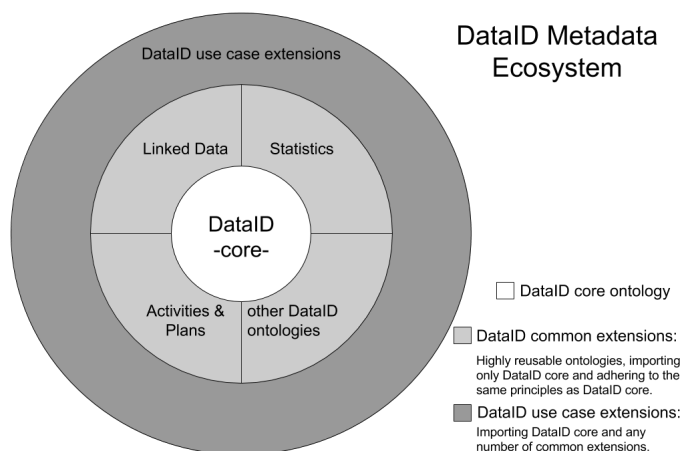 DataID Metadata
Ecosystem
DataID use case extensions
Linked Data
Statistics
DataID
-core-
Activities &
Plans
other DataID
ontologies
DataID core ontology
DataID common extensions:
Highly reusable ontologies, importing
only DataID core and adhering to the
same principles as DataID core.
DataID use case extensions:
Importing DataID core and any
number of common extensions.